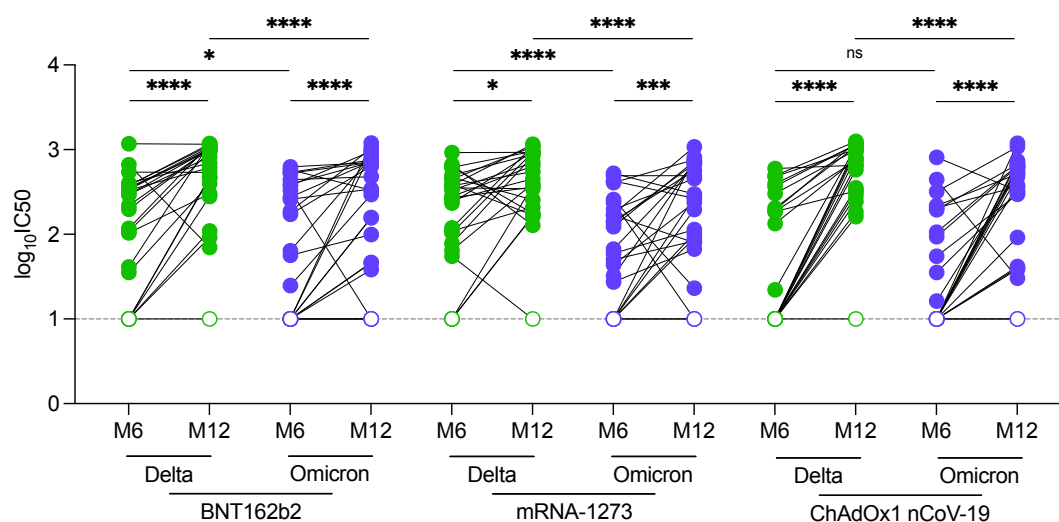 **** **** ****
* **** ns
**** **** * *** **** ****
4
3
2
1
0
log10IC50
M6 M12 M6 M12 M6 M12 M6 M12 M6 M12 M6 M12
Delta Omicron Delta Omicron Delta Omicron
BNT162b2 mRNA-1273 ChAdOx1 nCoV-19